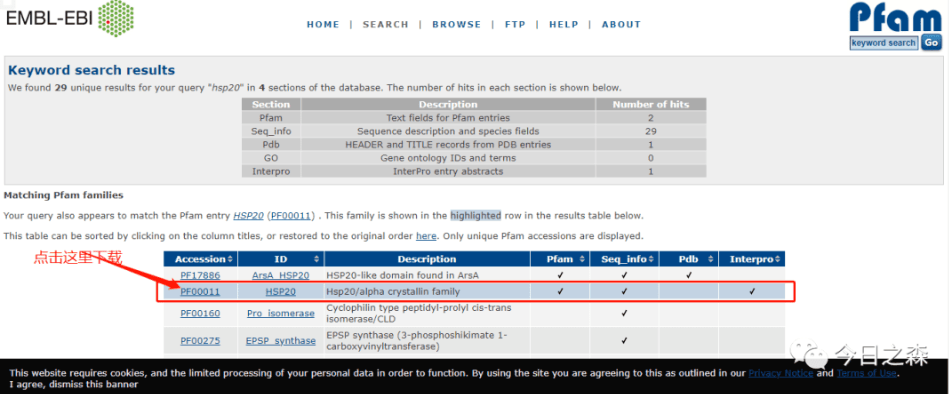 EMBL-EBI
HOME | SEARCH | BROWSE | FTP | HELP | ABOUT
Pfam
keyword search Go
Keyword search results
We found 29 unique results for your query "hsp20" in 4 sections of the database. The number of hits in each section is shown below.
Section Description Number of hits
Pfam Text fields for Pfam entries 2
Seq_info Sequence description and species fields 29
Pdb HEADER and TITLE records from PDB entries 1
GO Gene ontology IDs and terms 0
Interpro InterPro entry abstracts 1
Matching Pfam families
Your query also appears to match the Pfam entry HSP20 (PF00011) . This family is shown in the highlighted row in the results table below.
This table can be sorted by clicking on the column titles, or restored to the original order here. Only unique Pfam accessions are displayed.
点击这里下载
Accession ID Description Pfam Seq_info Pdb Interpro
PF17886 ArsA_HSP20 HSP20-like domain found in ArsA ✓ ✓ ✓
PF00011 HSP20 Hsp20/alpha crystallin family ✓ ✓ ✓
PF00160 Pro_isomerase Cyclophilin type peptidyl-prolyl cis-trans
isomerase/CLD ✓
PF00275 EPSP_synthase EPSP synthase (3-phosphoshikimate 1-
carboxyvinyltransferase) ✓
今日之森
This website requires cookies, and the limited processing of your personal data in order to function. By using the site you are agreeing to this as outlined in our Privacy Notice and Terms of Use.
I agree, dismiss this banner